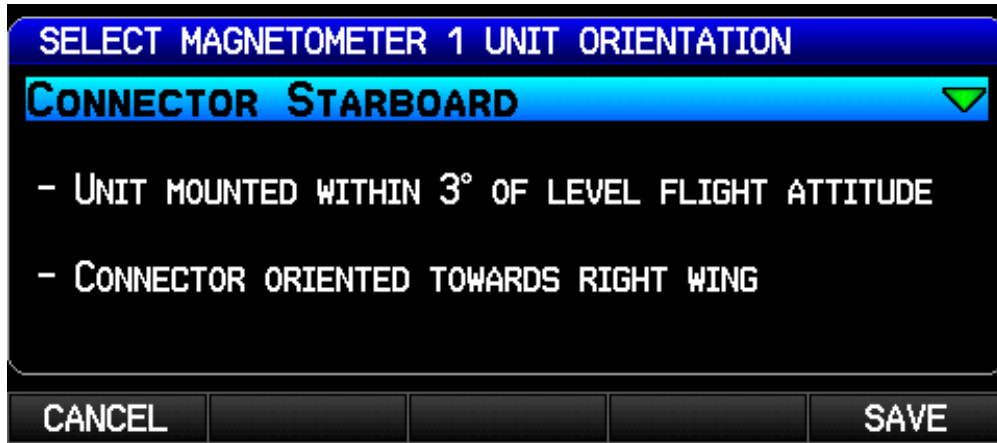 SELECT MAGNETOMETER 1 UNIT ORIENTATION
CONNECTOR STARBOARD
- UNIT MOUNTED WITHIN 3° OF LEVEL FLIGHT ATTITUDE
- CONNECTOR ORIENTED TOWARDS RIGHT WING
CANCEL SAVE